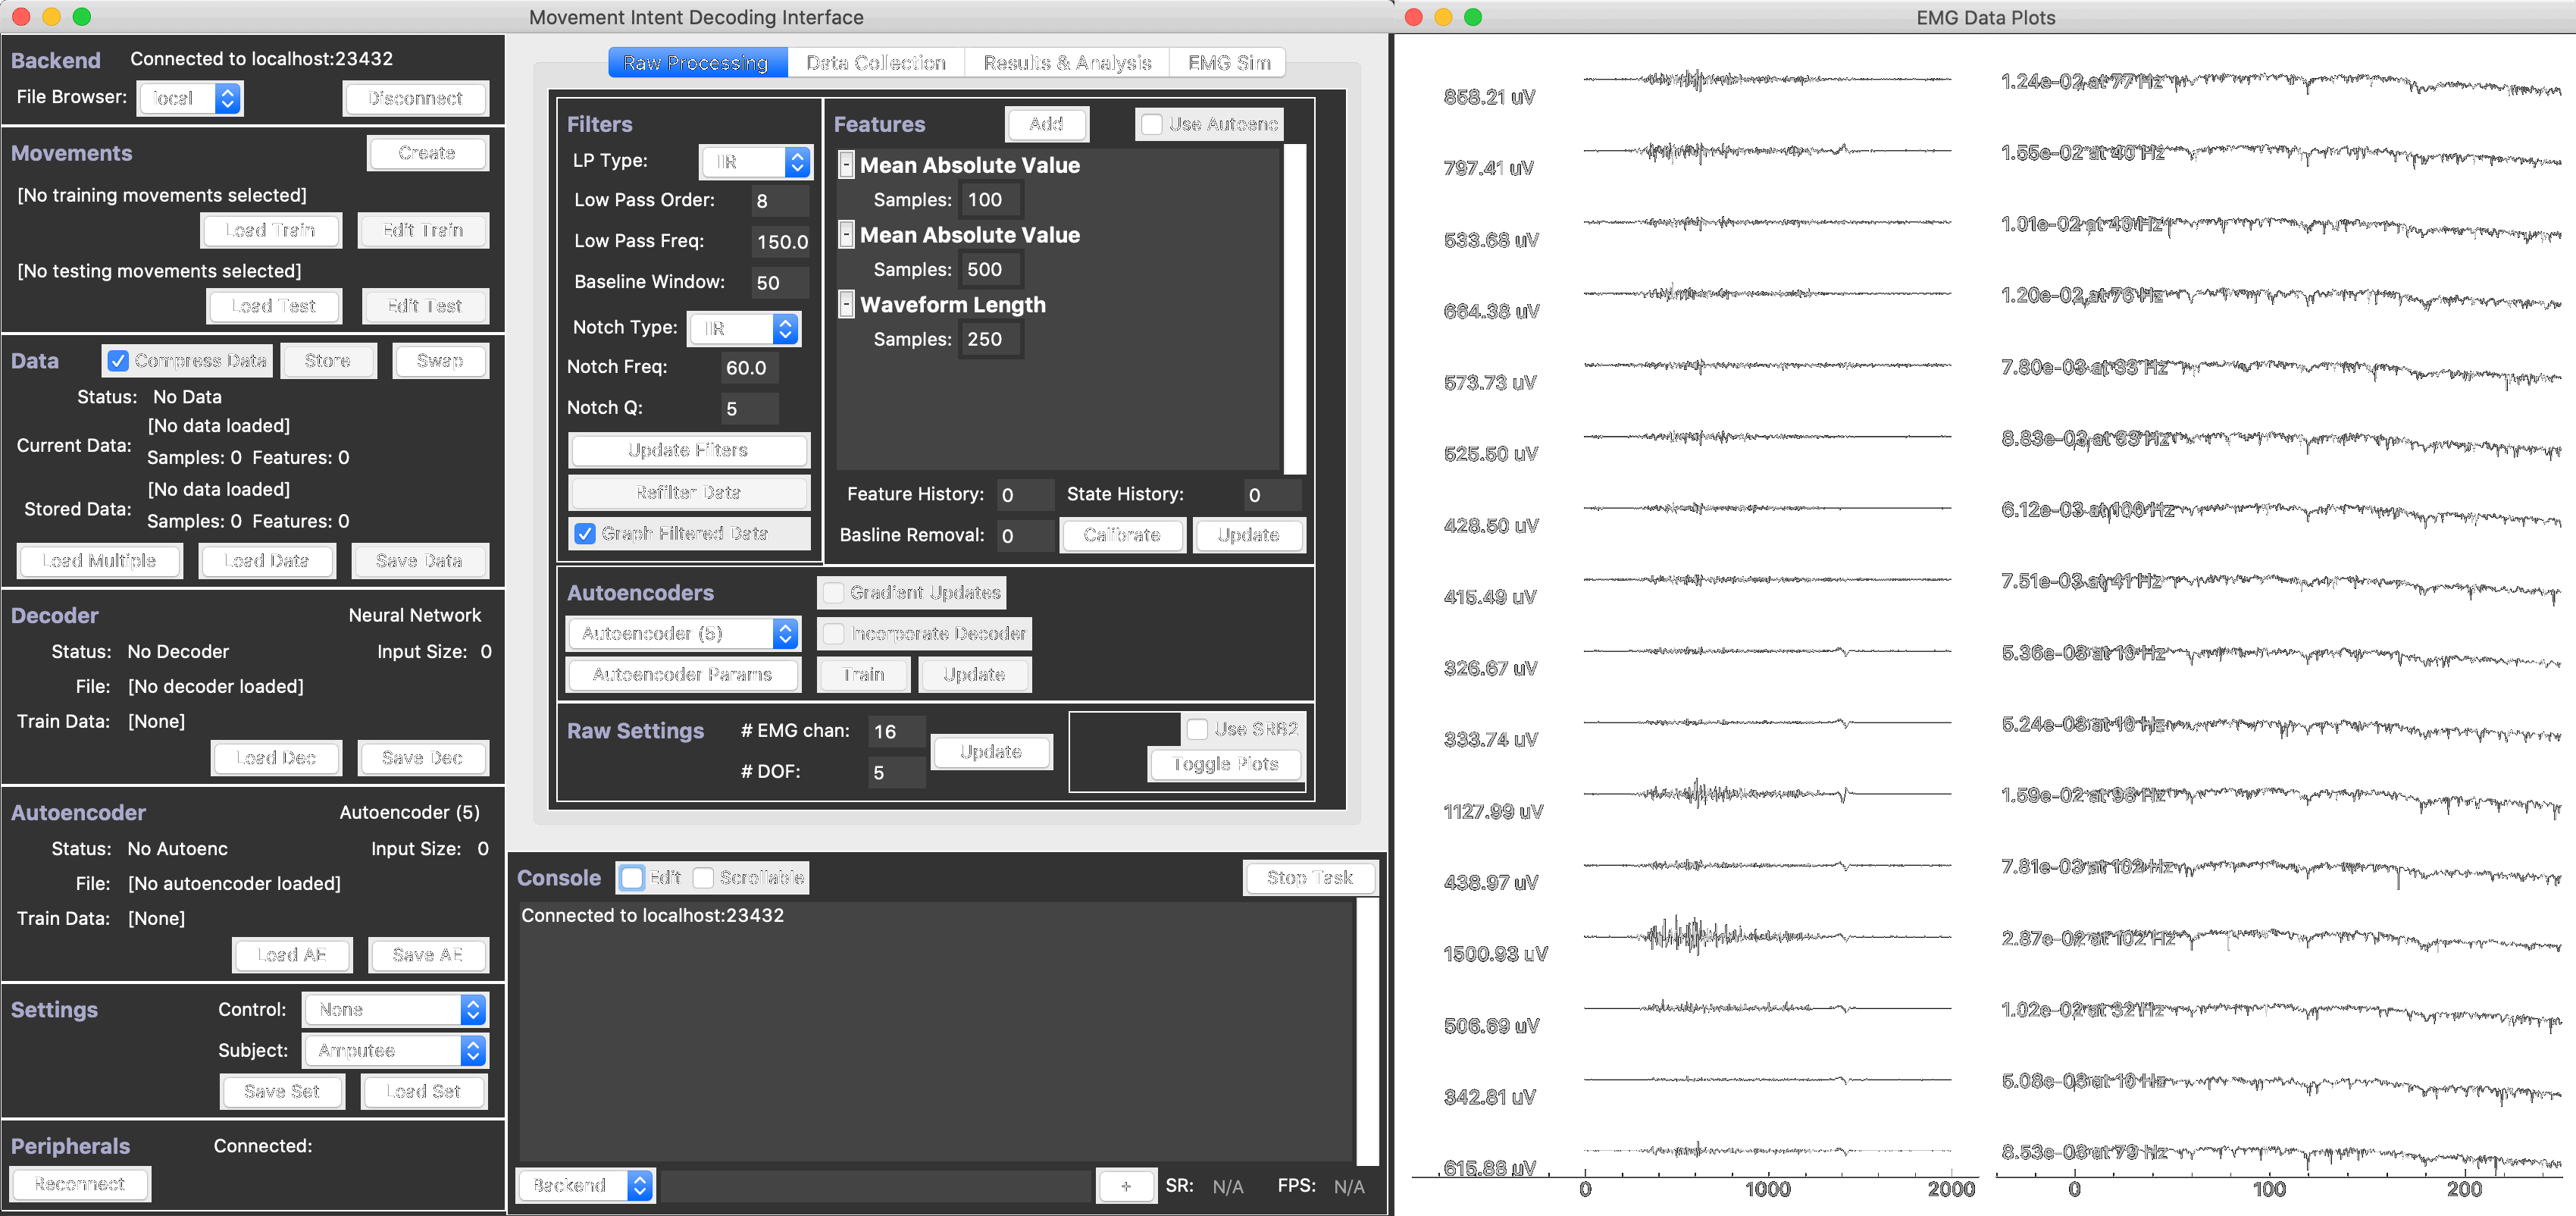 Movement Intent Decoding Interface
Backend Connected to localhost:23432
File Browser: local Disconnect
Movements Create
[No training movements selected]
Load Train Edit Train
[No testing movements selected]
Load Test Edit Test
Data Compress Data Store Swap
Status: No Data
Current Data: [No data loaded]
Samples: 0 Features: 0
Stored Data: [No data loaded]
Samples: 0 Features: 0
Load Multiple Load Data Save Data
Decoder Neural Network
Status: No Decoder Input Size: 0
File: [No decoder loaded]
Train Data: [None]
Load Dec Save Dec
Autoencoder Autoencoder (5)
Status: No Autoenc Input Size: 0
File: [No autoencoder loaded]
Train Data: [None]
Load AE Save AE
Settings Control: None
Subject: Amputee
Save Set Load Set
Peripherals Connected:
Reconnect
Raw Processing Data Collection Results & Analysis EMG Sim
Filters
LP Type: IIR
Low Pass Order: 8
Low Pass Freq: 150.0
Baseline Window: 50
Notch Type: IIR
Notch Freq: 60.0
Notch Q: 5
Update Filters
Refilter Data
Graph Filtered Data
Features Add Use Autoenc
- Mean Absolute Value
Samples: 100
- Mean Absolute Value
Samples: 500
- Waveform Length
Samples: 250
Feature History: 0 State History: 0
Basline Removal: 0 Calibrate Update
Autoencoders Gradient Updates
Autoencoder (5) Incorporate Decoder
Autoencoder Params Train Update
Raw Settings # EMG chan: 16
# DOF: 5
Update
Use SRB2
Toggle Plots
Console Edit Scrollable Stop Task
Connected to localhost:23432
Backend + SR: N/A FPS: N/A
EMG Data Plots
858.21 uV 1.24e-02 at 77 Hz
797.41 uV 1.55e-02 at 40 Hz
533.68 uV 1.01e-02 at 40 Hz
664.38 uV 1.20e-02 at 76 Hz
573.73 uV 7.80e-03 at 33 Hz
525.50 uV 8.83e-03 at 53 Hz
428.50 uV 6.12e-03 at 100 Hz
415.49 uV 7.51e-03 at 41 Hz
326.67 uV 5.36e-03 at 19 Hz
333.74 uV 5.24e-03 at 19 Hz
1127.99 uV 1.59e-02 at 98 Hz
438.97 uV 7.81e-03 at 102 Hz
1500.93 uV 2.87e-02 at 102 Hz
506.69 uV 1.02e-02 at 32 Hz
342.81 uV 5.08e-03 at 19 Hz
615.88 uV 8.53e-03 at 79 Hz
0 1000 2000 0 100 200